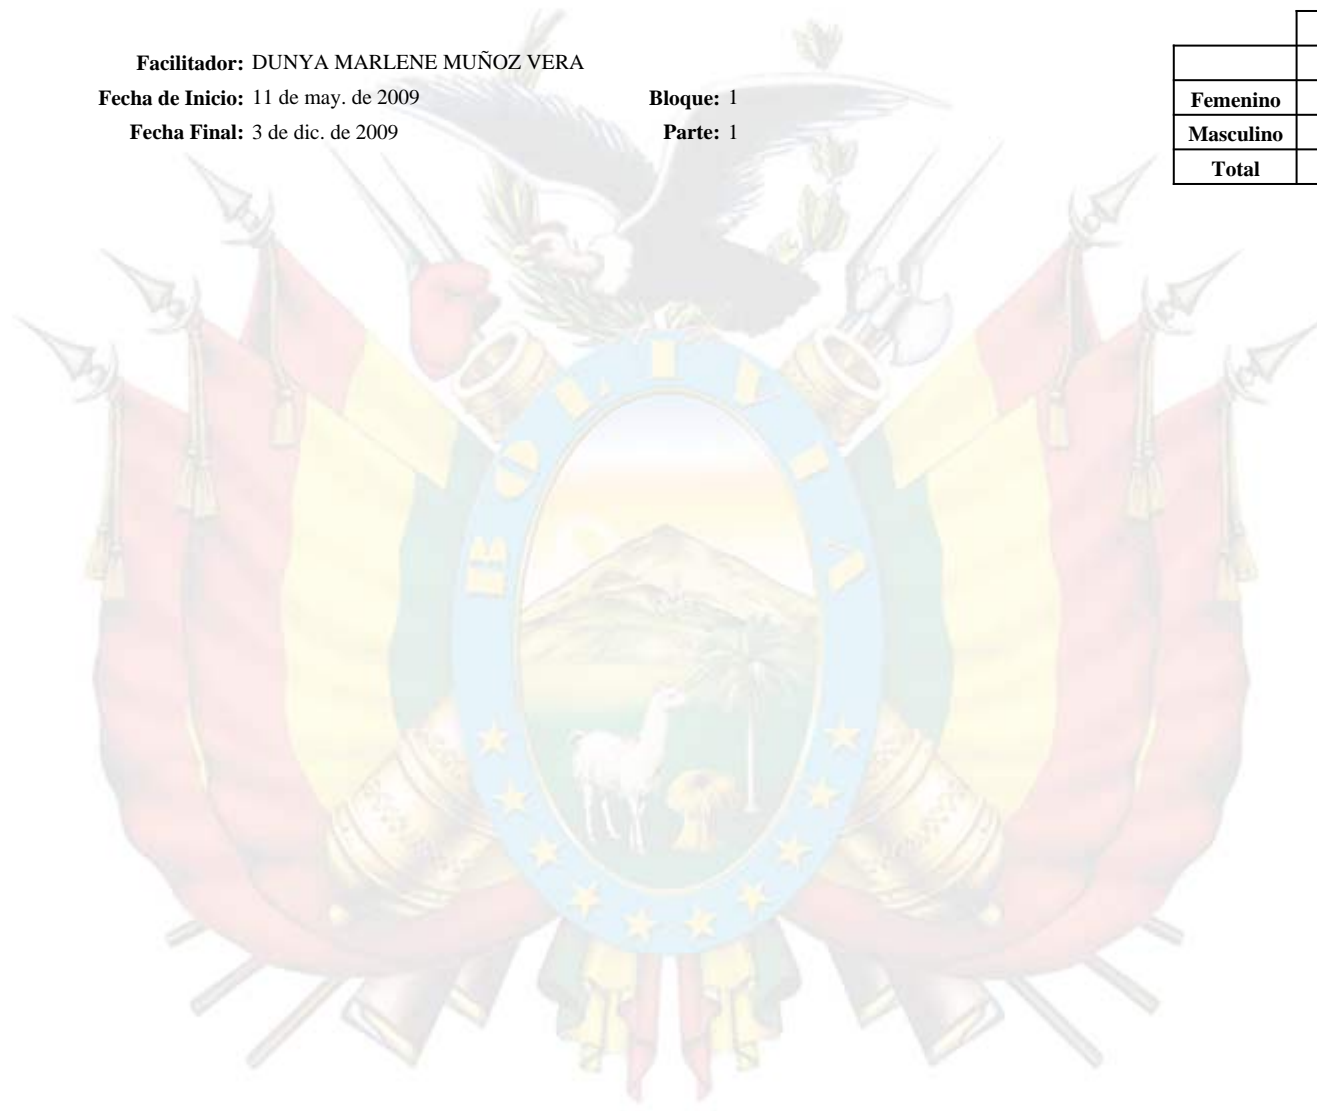 Facilitador: DUNYA MARLENE MUÑOZ VERA
Fecha de Inicio: 11 de may. de 2009 Bloque: 1
Fecha Final: 3 de dic. de 2009 Parte: 1
Femenino
Masculino
Total
BOLIVIA